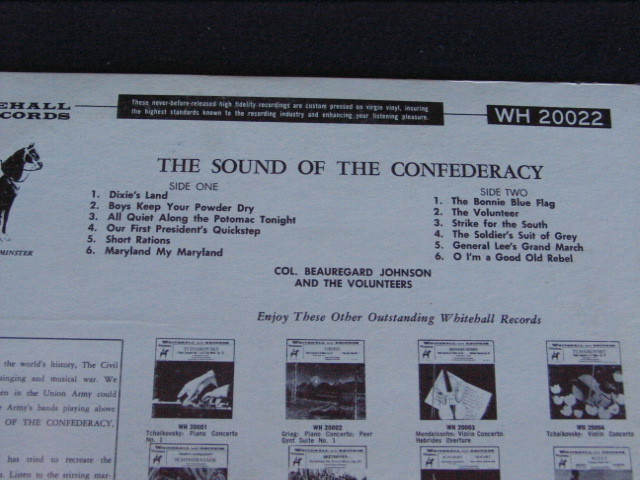 TEHALL
CORDS
These never-before-released high fidelity recordings are custom pressed on virgin vinyl, insuring
the highest standards known to the recording industry and enhancing your listening pleasure.
WH 20022
THE SOUND OF THE CONFEDERACY
SIDE ONE
1. Dixie's Land
2. Boys Keep Your Powder Dry
3. All Quiet Along the Potomac Tonight
4. Our First President's Quickstep
5. Short Rations
6. Maryland My Maryland
SIDE TWO
1. The Bonnie Blue Flag
2. The Volunteer
3. Strike for the South
4. The Soldier's Suit of Grey
5. General Lee's Grand March
6. O I'm a Good Old Rebel
MINSTER
COL. BEAUREGARD JOHNSON
AND THE VOLUNTEERS
Enjoy These Other Outstanding Whitehall Records
the world's history, The Civil
singing and musical war. We
en in the Union Army could
e Army's bands playing above
OF THE CONFEDERACY.
has tried to recreate the
s. Listen to the stirring mar-
TCHAIKOVSKY
WH 20001
Tchaikovsky: Piano Concerto
No. 1
GRIEG
WH 20002
Grieg: Piano Concerto: Peer
Gynt Suite No. 1
MENDELSSOHN
WH 20003
Mendelssohn: Violin Concerto
Hebrides Overture
TCHAIKOVSKY
WH 20004
Tchaikovsky: Violin Concerto
BEETHOVEN